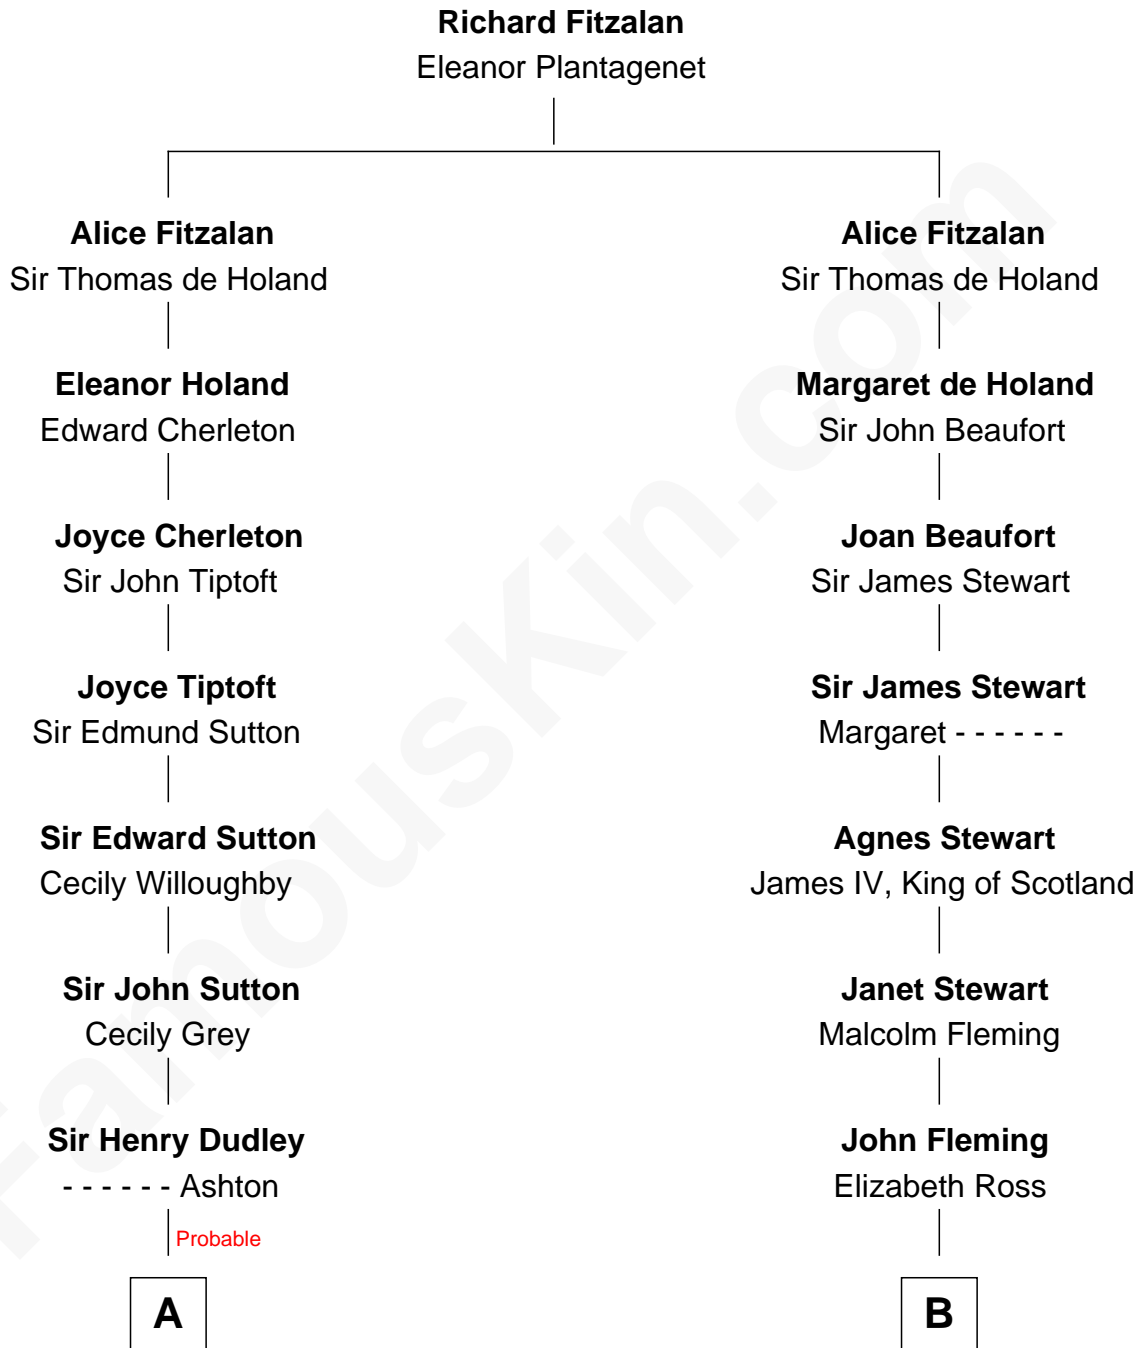 Richard Fitzalan
Eleanor Plantagenet
Alice Fitzalan
Sir Thomas de Holand
Eleanor Holand
Edward Cherleton
Joyce Cherleton
Sir John Tiptoft
Joyce Tiptoft
Sir Edmund Sutton
Sir Edward Sutton
Cecily Willoughby
Sir John Sutton
Cecily Grey
Sir Henry Dudley
- - - - - - Ashton
Probable
A
Alice Fitzalan
Sir Thomas de Holand
Margaret de Holand
Sir John Beaufort
Joan Beaufort
Sir James Stewart
Sir James Stewart
Margaret - - - - - -
Agnes Stewart
James IV, King of Scotland
Janet Stewart
Malcolm Fleming
John Fleming
Elizabeth Ross
B
FamousKin.com